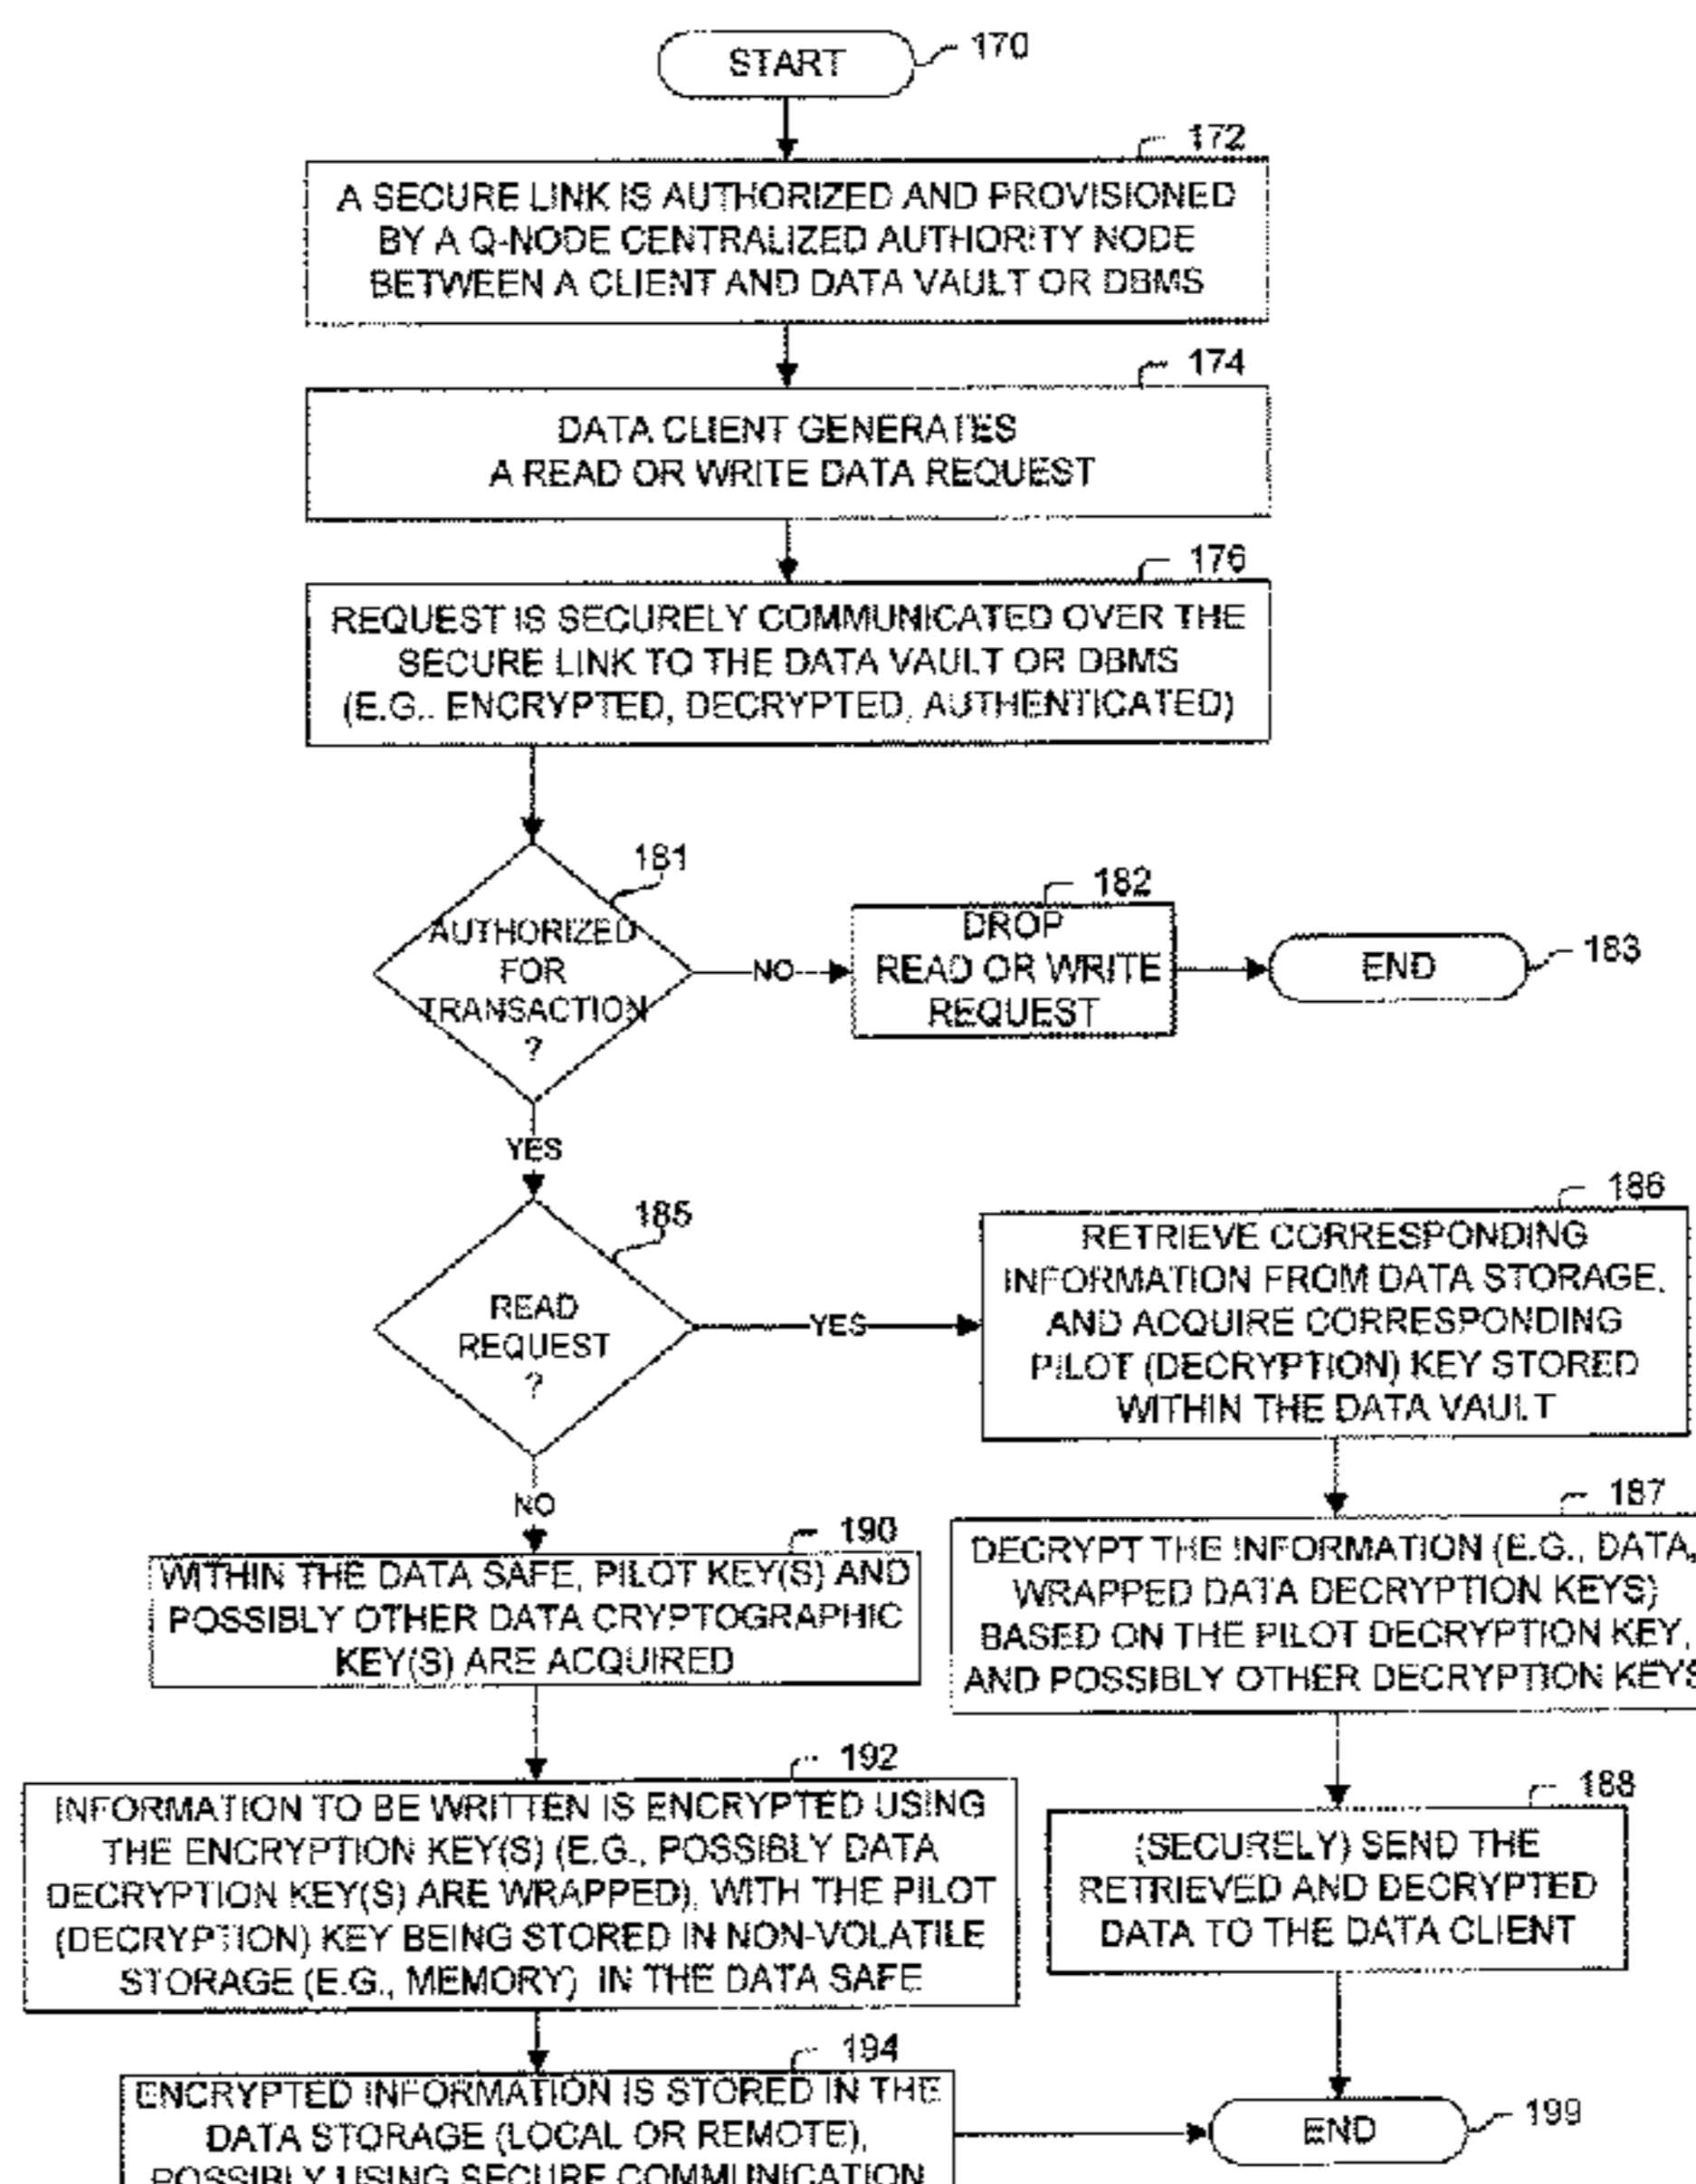 START
170
172
A SECURE LINK IS AUTHORIZED AND PROVISIONED
BY A Q-NODE CENTRALIZED AUTHORITY NODE
BETWEEN A CLIENT AND DATA VAULT OR DBMS
174
DATA CLIENT GENERATES
A READ OR WRITE DATA REQUEST
176
REQUEST IS SECURELY COMMUNICATED OVER THE
SECURE LINK TO THE DATA VAULT OR DBMS
(E.G., ENCRYPTED, DECRYPTED, AUTHENTICATED)
181
AUTHORIZED
FOR
TRANSACTION
?
NO
182
DROP
READ OR WRITE
REQUEST
END
183
YES
185
READ
REQUEST
?
YES
186
RETRIEVE CORRESPONDING
INFORMATION FROM DATA STORAGE,
AND ACQUIRE CORRESPONDING
PILOT (DECRYPTION) KEY STORED
WITHIN THE DATA VAULT
187
DECRYPT THE INFORMATION (E.G., DATA,
WRAPPED DATA DECRYPTION KEYS)
BASED ON THE PILOT DECRYPTION KEY,
AND POSSIBLY OTHER DECRYPTION KEYS
188
(SECURELY) SEND THE
RETRIEVED AND DECRYPTED
DATA TO THE DATA CLIENT
NO
190
WITHIN THE DATA SAFE, PILOT KEY(S) AND
POSSIBLY OTHER DATA CRYPTOGRAPHIC
KEY(S) ARE ACQUIRED
192
INFORMATION TO BE WRITTEN IS ENCRYPTED USING
THE ENCRYPTION KEY(S) (E.G., POSSIBLY DATA
DECRYPTION KEY(S) ARE WRAPPED), WITH THE PILOT
(DECRYPTION) KEY BEING STORED IN NON-VOLATILE
STORAGE (E.G., MEMORY) IN THE DATA SAFE
194
ENCRYPTED INFORMATION IS STORED IN THE
DATA STORAGE (LOCAL OR REMOTE),
POSSIBLY USING SECURE COMMUNICATION
END
199